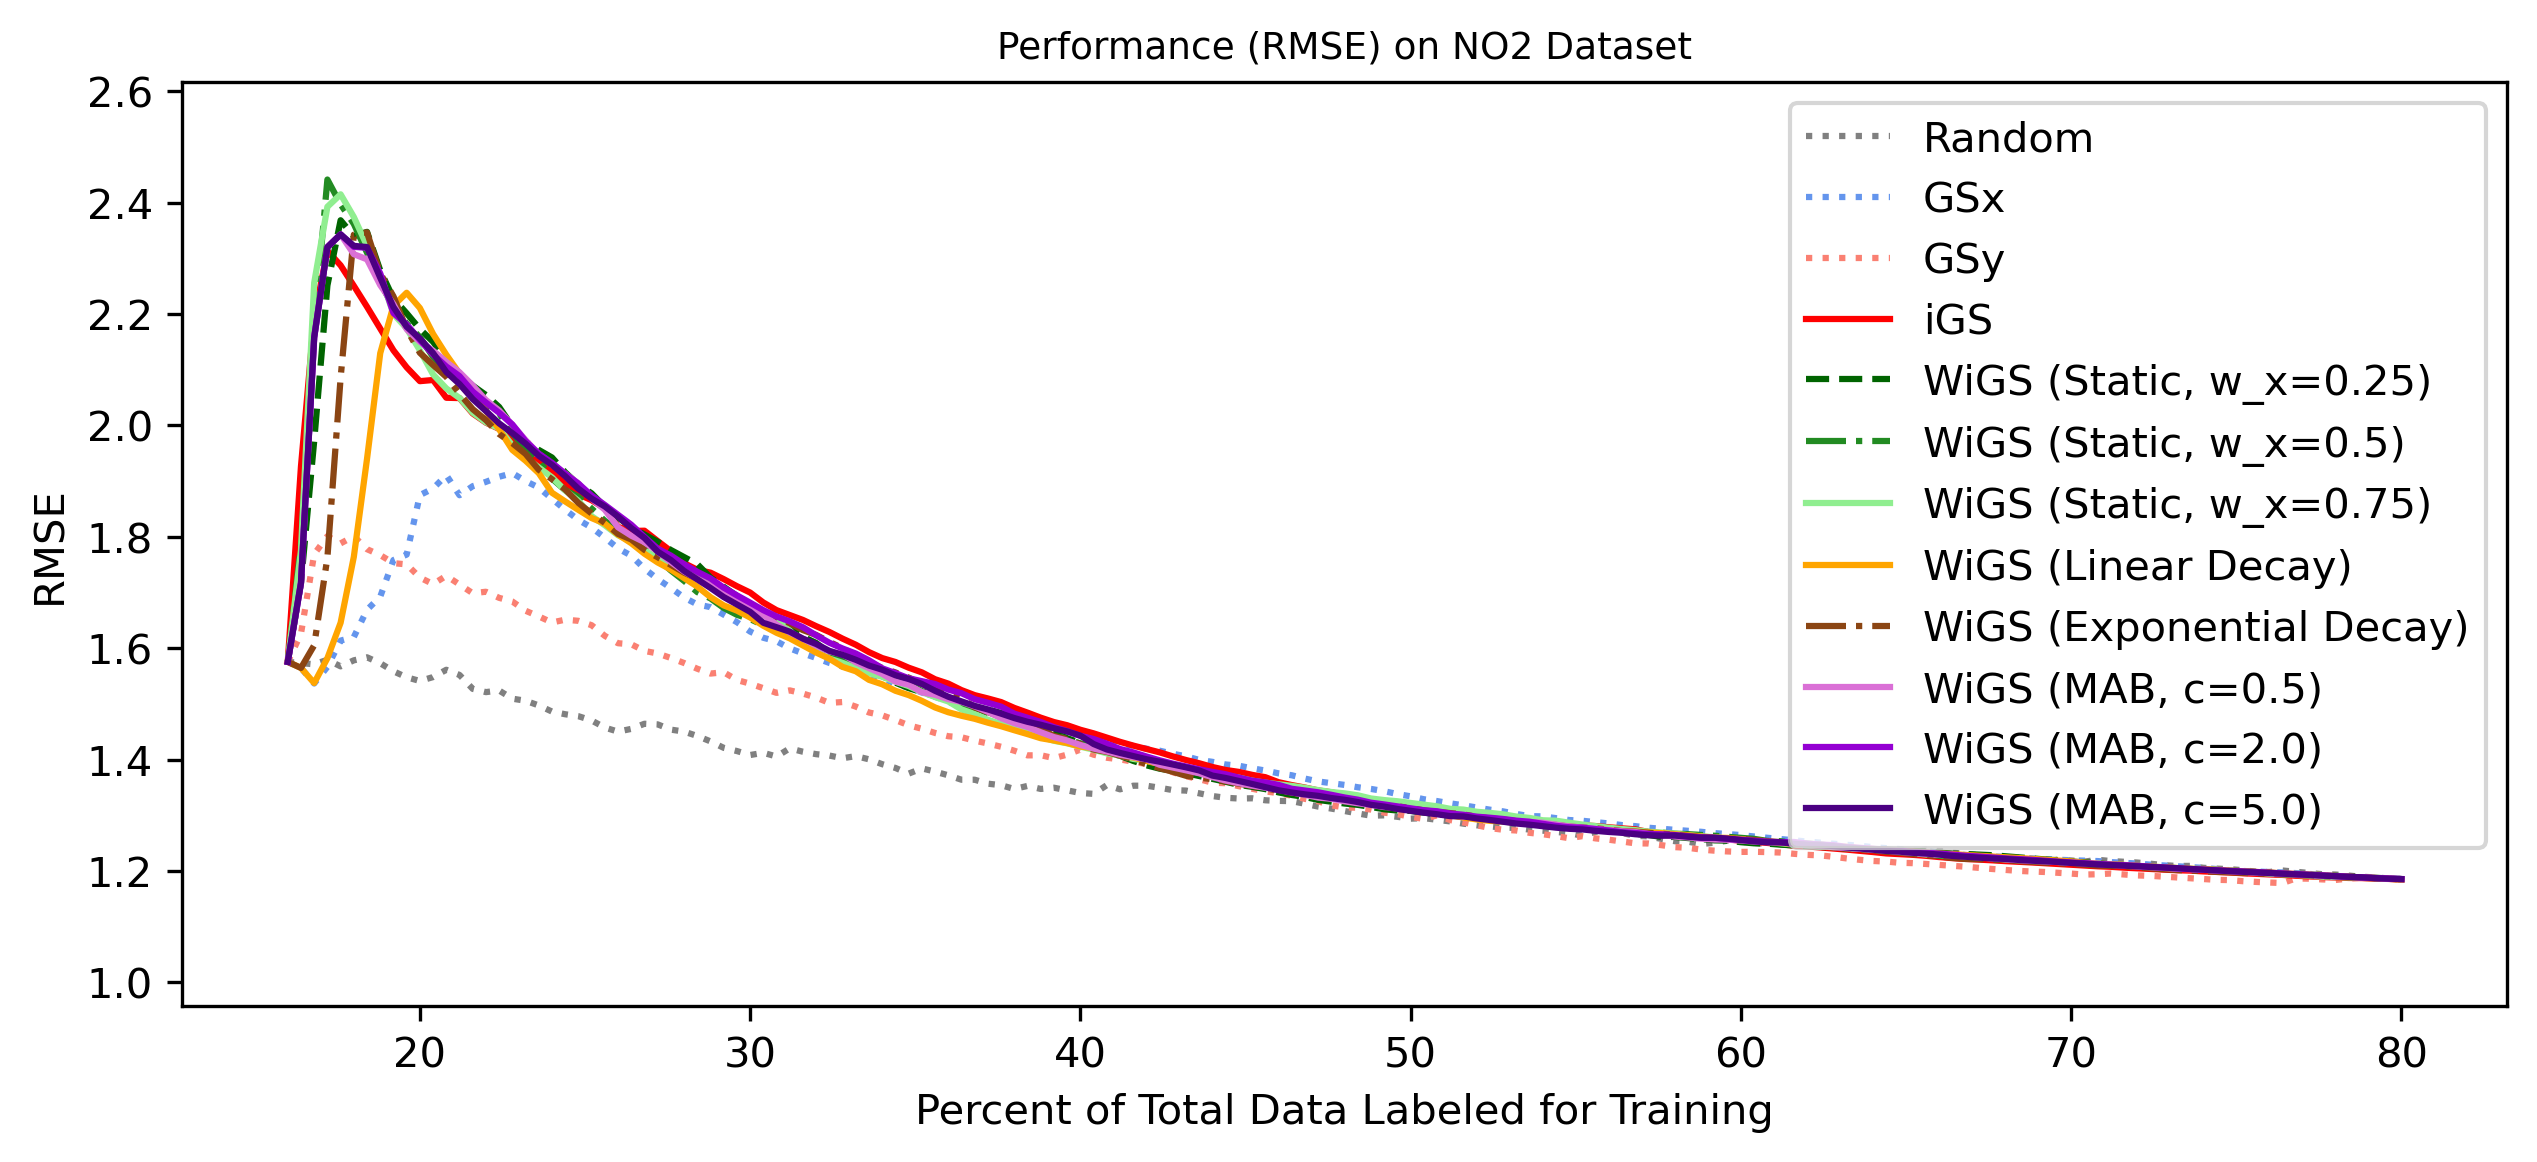 Performance (RMSE) on NO2 Dataset
2.6
2.4
2.2
2.0
1.8
1.6
1.4
1.2
1.0
RMSE
20
30
40
50
60
70
80
Percent of Total Data Labeled for Training
Random
GSx
GSy
iGS
WiGS (Static, w_x=0.25)
WiGS (Static, w_x=0.5)
WiGS (Static, w_x=0.75)
WiGS (Linear Decay)
WiGS (Exponential Decay)
WiGS (MAB, c=0.5)
WiGS (MAB, c=2.0)
WiGS (MAB, c=5.0)